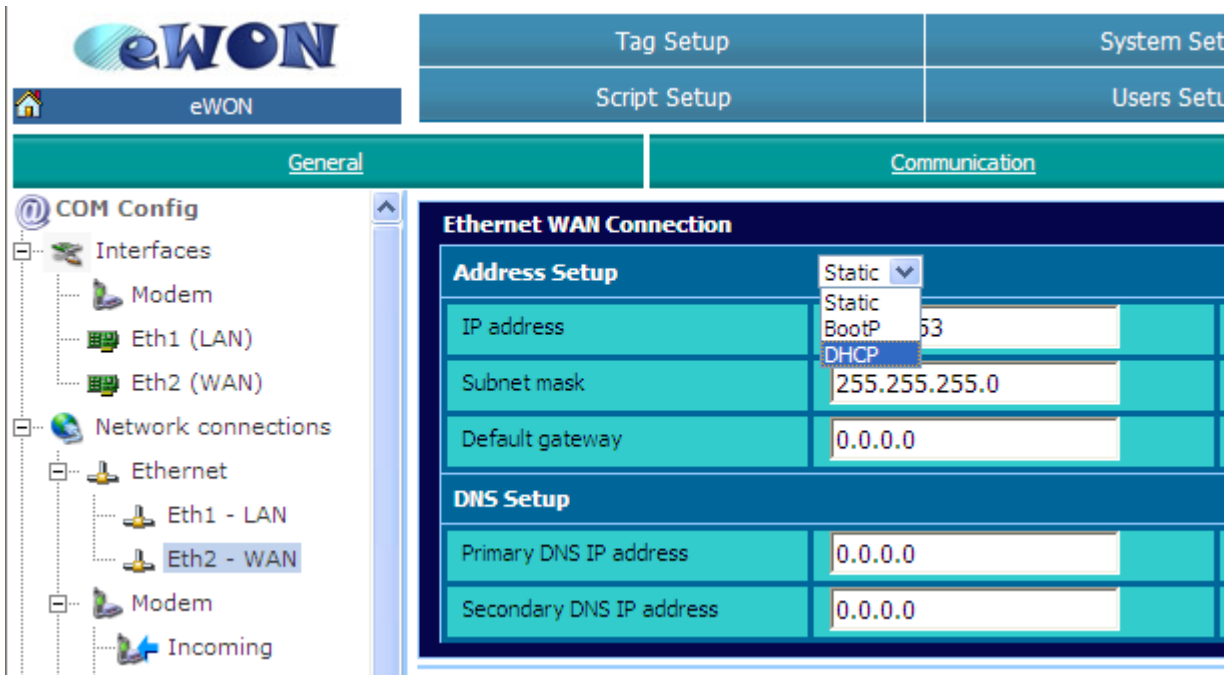 eWON
Tag Setup
System Set
eWON
Script Setup
Users Setu
General
Communication
COM Config
Interfaces
Modem
Eth1 (LAN)
Eth2 (WAN)
Network connections
Ethernet
Eth1 - LAN
Eth2 - WAN
Modem
Incoming
Ethernet WAN Connection
Address Setup
Static
Static
BootP
DHCP
IP address
53
Subnet mask
255.255.255.0
Default gateway
0.0.0.0
DNS Setup
Primary DNS IP address
0.0.0.0
Secondary DNS IP address
0.0.0.0